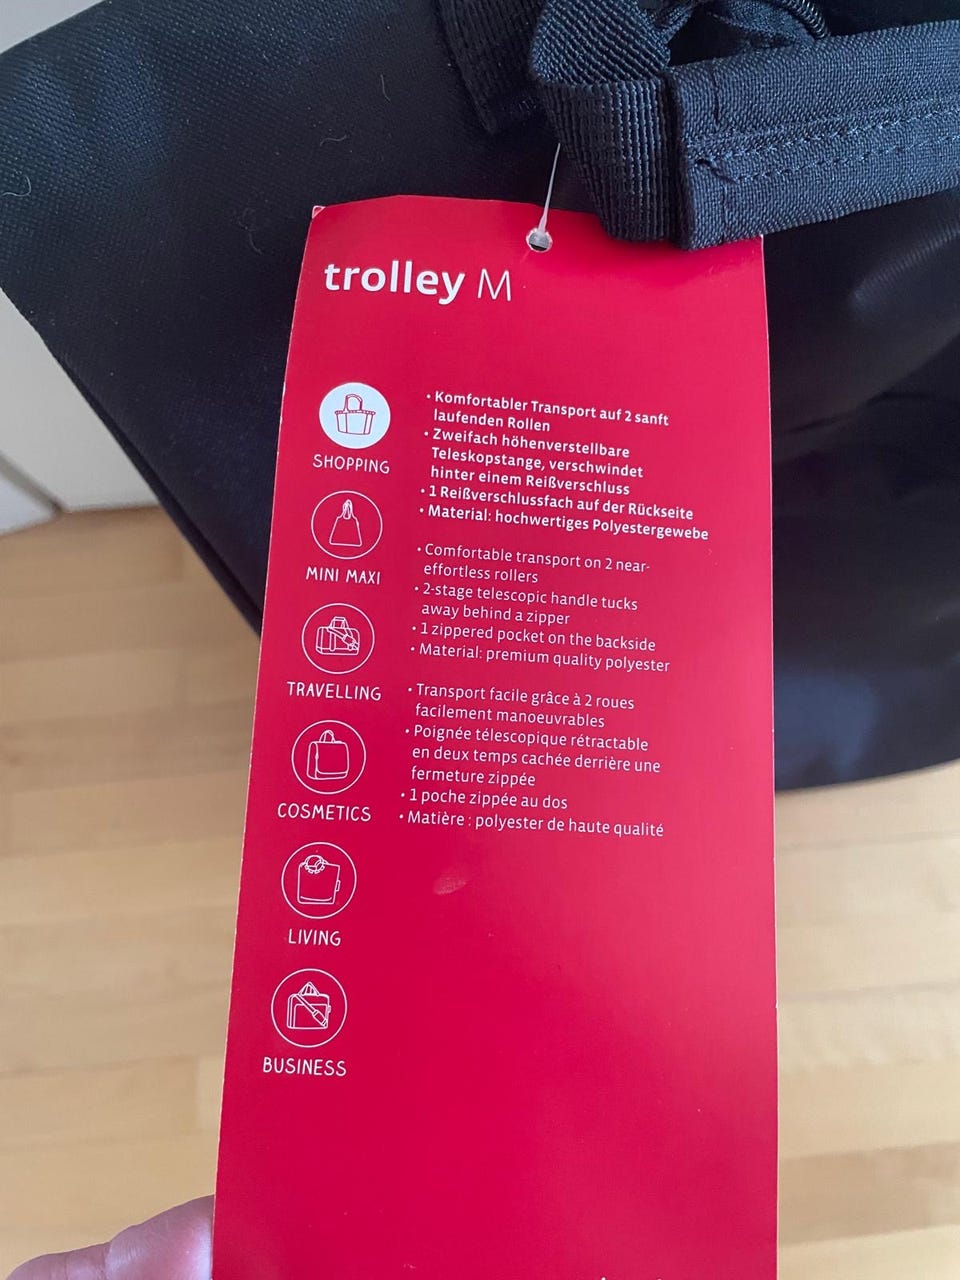 trolley M
SHOPPING
MINI MAXI
TRAVELLING
COSMETICS
LIVING
BUSINESS
• Komfortabler Transport auf 2 sanft
laufenden Rollen
• Zweifach höhenverstellbare
Teleskopstange, verschwindet
hinter einem Reißverschluss
• 1 Reißverschlussfach auf der Rückseite
• Material: hochwertiges Polyestergewebe
• Comfortable transport on 2 near-
effortless rollers
• 2-stage telescopic handle tucks
away behind a zipper
• 1 zippered pocket on the backside
• Material: premium quality polyester
• Transport facile grâce à 2 roues
facilement manoeuvrables
• Poignée télescopique rétractable
en deux temps cachée derrière une
fermeture zippée
• 1 poche zippée au dos
• Matière : polyester de haute qualité